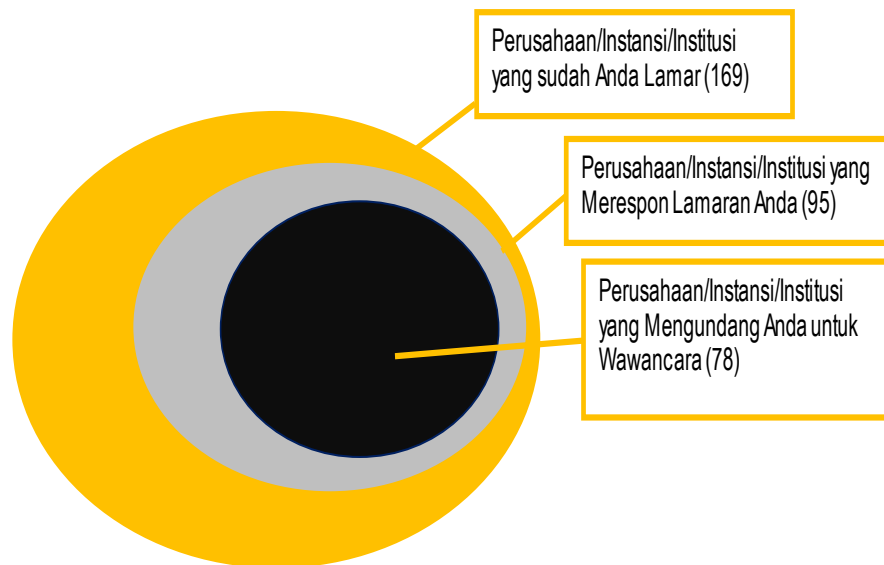 Perusahaan/Instansi/Institusi
yang sudah Anda Lamar (169)
Perusahaan/Instansi/Institusi yang
Merespon Lamaran Anda (95)
Perusahaan/Instansi/Institusi
yang Mengundang Anda untuk
Wawancara (78)